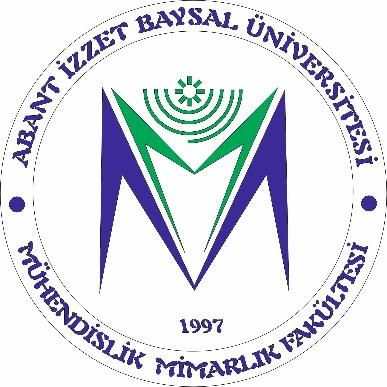 ABANT İZZET BAYSAL ÜNİVERSİTESİ
1997
MÜHENDİSLİK MİMARLIK FAKÜLTESİ